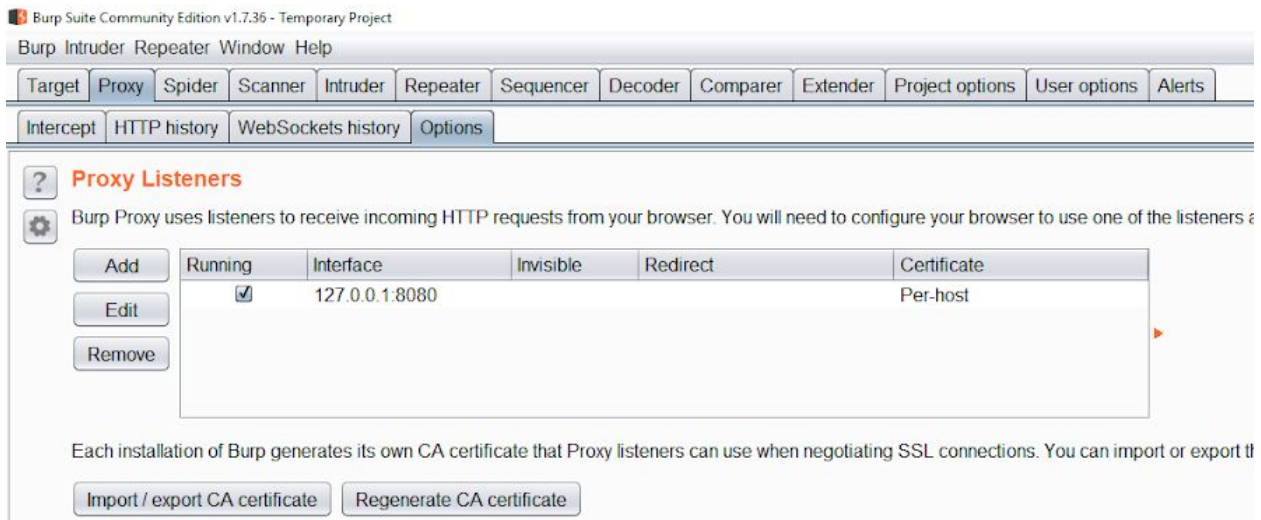 Burp Suite Community Edition v1.7.36 - Temporary Project
Burp Intruder Repeater Window Help
Target Proxy Spider Scanner Intruder Repeater Sequencer Decoder Comparer Extender Project options User options Alerts
Intercept HTTP history WebSockets history Options
? Proxy Listeners
Burp Proxy uses listeners to receive incoming HTTP requests from your browser. You will need to configure your browser to use one of the listeners
Add Running Interface Invisible Redirect Certificate
127.0.0.1:8080 Per-host
Edit
Remove
Each installation of Burp generates its own CA certificate that Proxy listeners can use when negotiating SSL connections. You can import or export
Import / export CA certificate Regenerate CA certificate